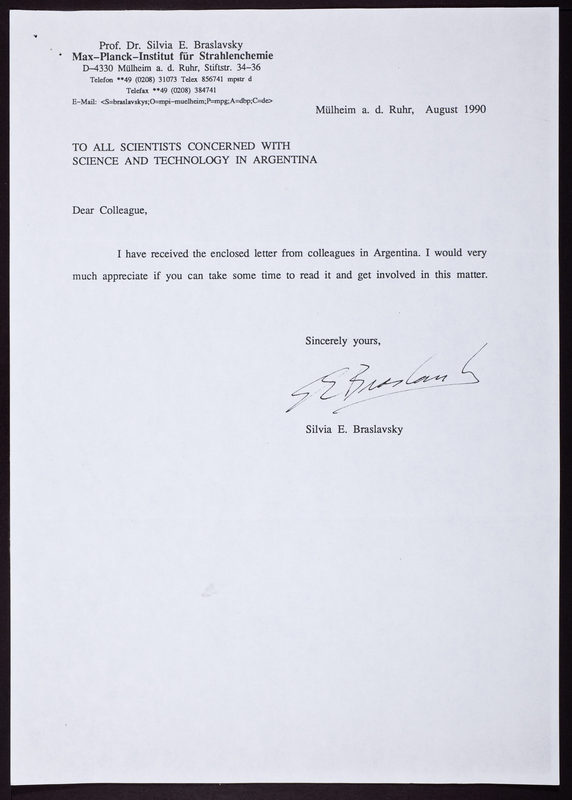 Prof. Dr. Silvia E. Braslavsky
Max-Planck-Institut für Strahlenchemie
D-4330 Mülheim a. d. Ruhr, Stiftstr. 34-36
Telefon **49 (0208) 31073 Telex 856741 mpstr d
Telefax **49 (0208) 384741
E-Mail: <S=braslavskys;O=mpi-muelheim;P=mpg;A=dbp;C=de>
Mülheim a. d. Ruhr, August 1990
TO ALL SCIENTISTS CONCERNED WITH
SCIENCE AND TECHNOLOGY IN ARGENTINA
Dear Colleague,
I have received the enclosed letter from colleagues in Argentina. I would very
much appreciate if you can take some time to read it and get involved in this matter.
Sincerely yours,
SE Braslavsky
Silvia E. Braslavsky